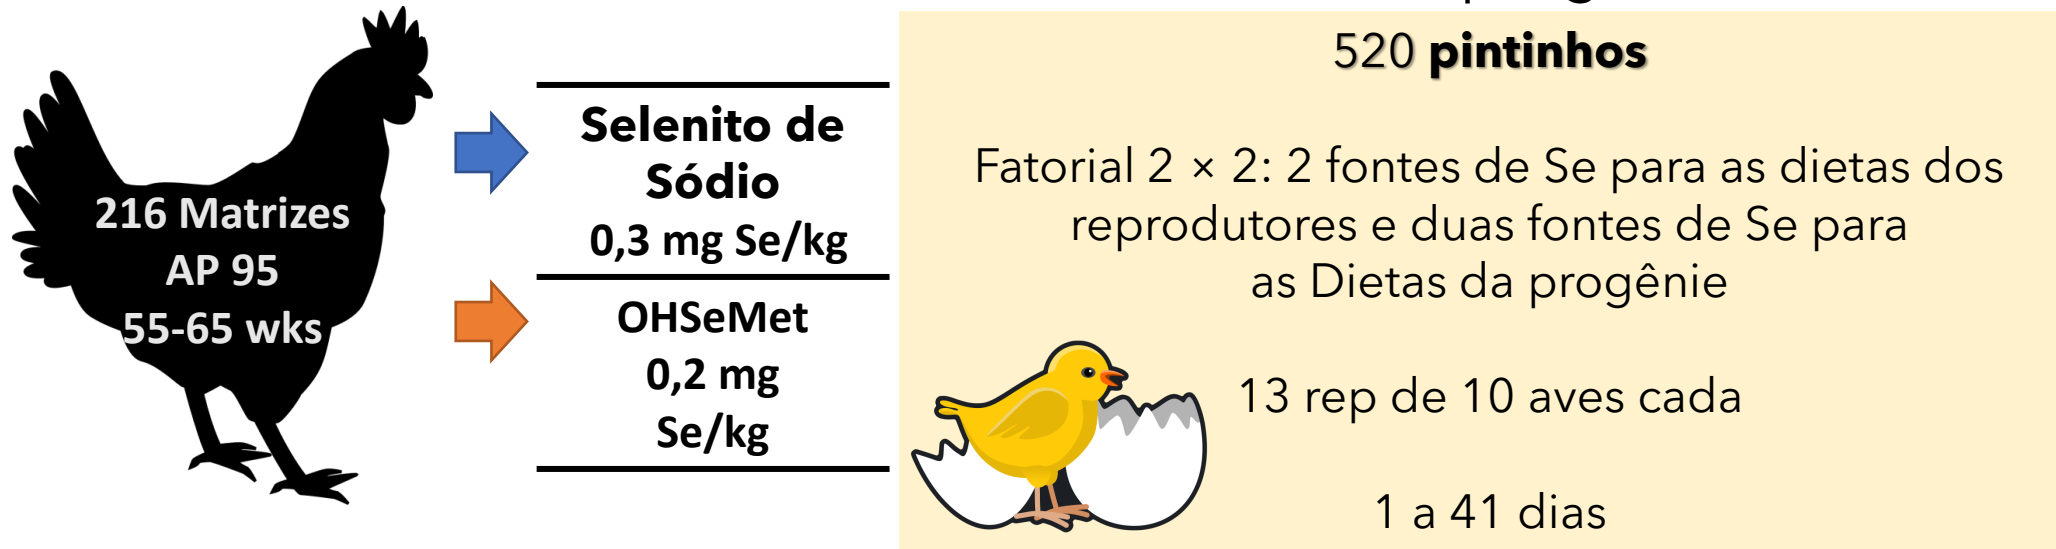 216 Matrizes
AP 95
55-65 wks
Selenito de
Sódio
0,3 mg Se/kg
OHSeMet
0,2 mg
Se/kg
520 pintinhos
Fatorial 2 × 2: 2 fontes de Se para as dietas dos
reprodutores e duas fontes de Se para
as Dietas da progênie
13 rep de 10 aves cada
1 a 41 dias